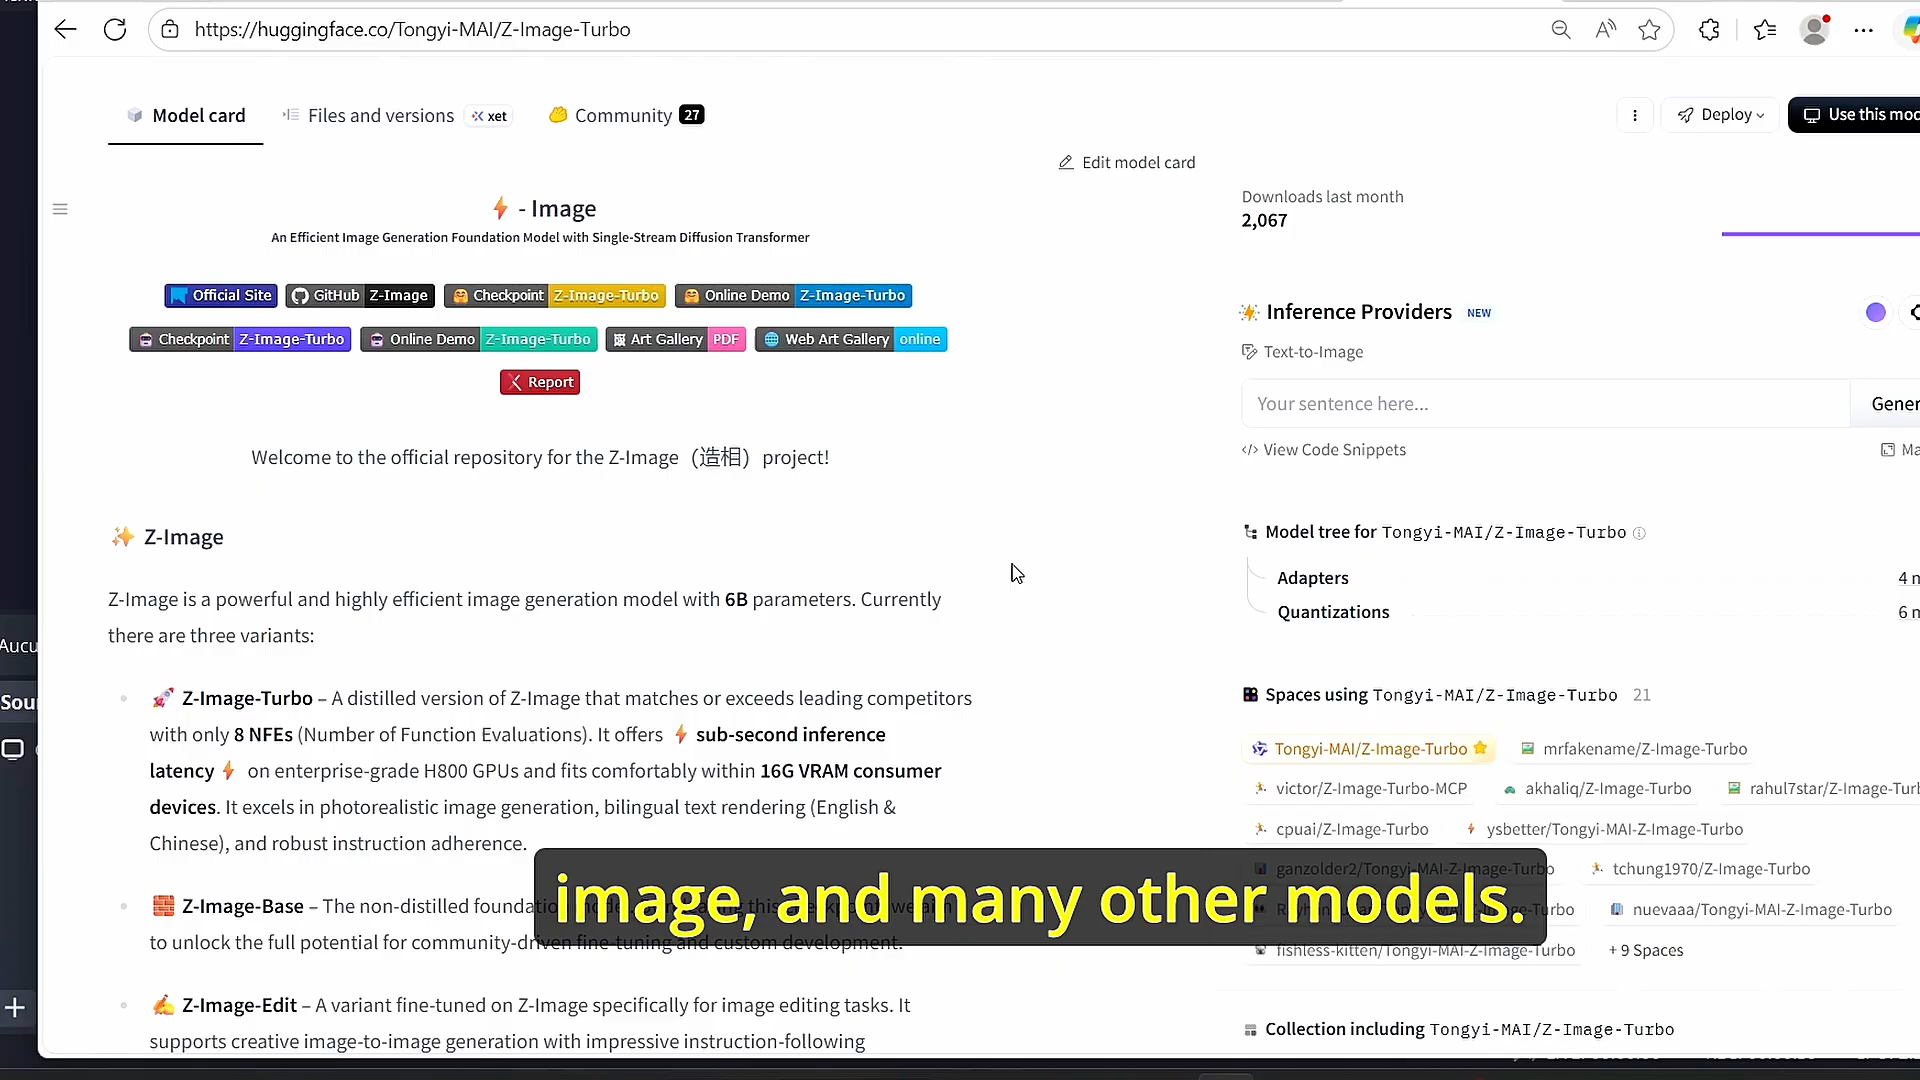 https://huggingface.co/Tongyi-MAI/Z-Image-Turbo
Model card
Files and versions
xet
Community 27
Deploy
Use this
Edit model card
⚡ - Image
An Efficient Image Generation Foundation Model with Single-Stream Diffusion Transformer
Official Site
GitHub Z-Image
Checkpoint Z-Image-Turbo
Online Demo Z-Image-Turbo
Checkpoint Z-Image-Turbo
Online Demo Z-Image-Turbo
Art Gallery PDF
Web Art Gallery online
Report
Welcome to the official repository for the Z-Image（造相）project!
✨ Z-Image
Z-Image is a powerful and highly efficient image generation model with 6B parameters. Currently
there are three variants:
🚀 Z-Image-Turbo – A distilled version of Z-Image that matches or exceeds leading competitors
with only 8 NFEs (Number of Function Evaluations). It offers ⚡ sub-second inference
latency ⚡ on enterprise-grade H800 GPUs and fits comfortably within 16G VRAM consumer
devices. It excels in photorealistic image generation, bilingual text rendering (English &
Chinese), and robust instruction adherence.
🧱 Z-Image-Base – The non-distilled
to unlock the full potential for community-driven fine-tuning and custom development.
✍️ Z-Image-Edit – A variant fine-tuned on Z-Image specifically for image editing tasks. It
supports creative image-to-image generation with impressive instruction-following
Downloads last month
2,067
Inference Providers NEW
Text-to-Image
Your sentence here...
View Code Snippets
Model tree for Tongyi-MAI/Z-Image-Turbo
Adapters
4
Quantizations
6
Spaces using Tongyi-MAI/Z-Image-Turbo 21
Tongyi-MAI/Z-Image-Turbo
mrfakename/Z-Image-Turbo
victor/Z-Image-Turbo-MCP
akhaliq/Z-Image-Turbo
cpuai/Z-Image-Turbo
ysbetter/Tongyi-MAI-Z-Image-Turbo
ganzolder2/Tongyi-MAI-Z-Image-Turbo
tchung1970/Z-Image-Turbo
nuevaaa/Tongyi-MAI-Z-Image-Turbo
fishless-kitten/Tongyi-MAI-Z-Image-Turbo
+ 9 Spaces
Collection including Tongyi-MAI/Z-Image-Turbo
image, and many other models.